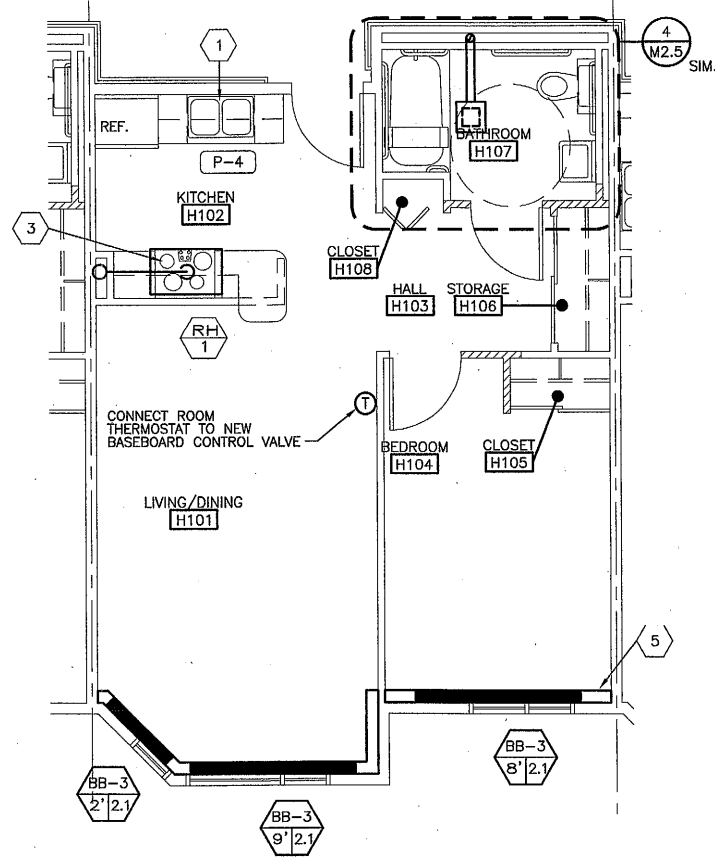 1
4
M2.5
SIM.
REF.
P-4
BATHROOM
H107
KITCHEN
H102
3
CLOSET
H108
HALL
H103
STORAGE
H106
RH
1
T
CONNECT ROOM
THERMOSTAT TO NEW
BASEBOARD CONTROL VALVE
BEDROOM
H104
CLOSET
H105
LIVING/DINING
H101
5
BB-3
2' 2.1
BB-3
9' 2.1
BB-3
8' 2.1